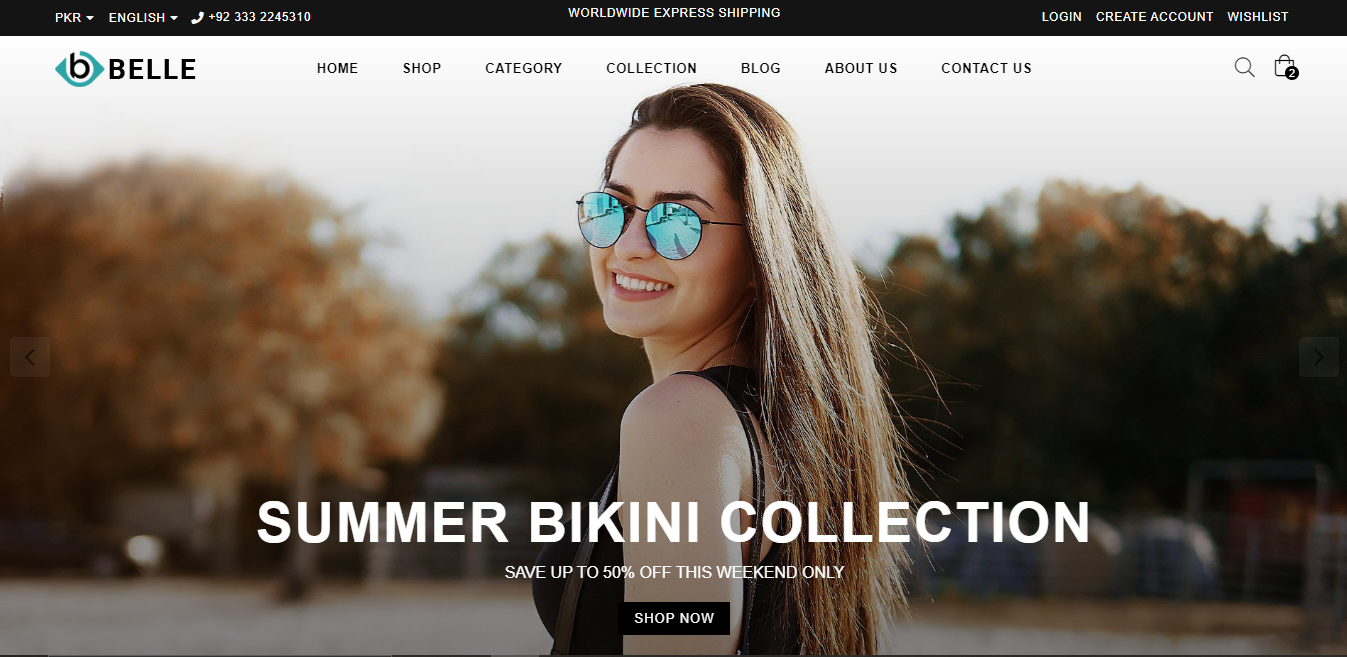 PKR ENGLISH +92 333 2245310
WORLDWIDE EXPRESS SHIPPING
LOGIN CREATE ACCOUNT WISHLIST
b BELLE
HOME SHOP CATEGORY COLLECTION BLOG ABOUT US CONTACT US
2
SUMMER BIKINI COLLECTION
SAVE UP TO 50% OFF THIS WEEKEND ONLY
SHOP NOW